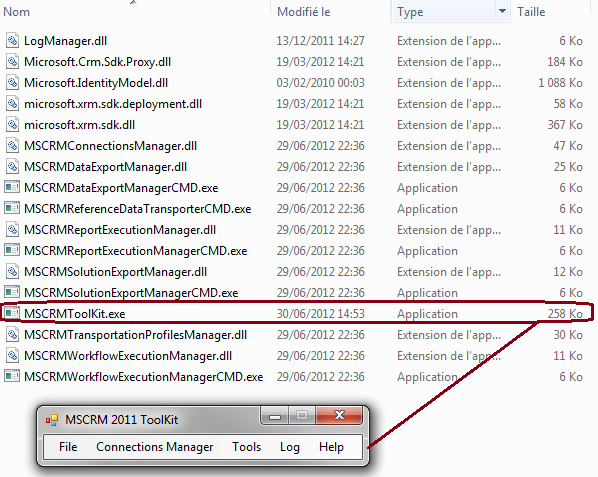 Nom Modifié le Type Taille
LogManager.dll 13/12/2011 14:27 Extension de l'app... 6 Ko
Microsoft.Crm.Sdk.Proxy.dll 19/03/2012 14:21 Extension de l'app... 184 Ko
Microsoft.IdentityModel.dll 03/02/2010 00:03 Extension de l'app... 1 088 Ko
microsoft.xrm.sdk.deployment.dll 19/03/2012 14:21 Extension de l'app... 58 Ko
microsoft.xrm.sdk.dll 19/03/2012 14:21 Extension de l'app... 367 Ko
MSCRMConnectionsManager.dll 29/06/2012 22:36 Extension de l'app... 47 Ko
MSCRMDataExportManager.dll 29/06/2012 22:36 Extension de l'app... 25 Ko
MSCRMDataExportManagerCMD.exe 29/06/2012 22:36 Application 6 Ko
MSCRMReferenceDataTransporterCMD.exe 29/06/2012 22:36 Application 6 Ko
MSCRMReportExecutionManager.dll 29/06/2012 22:36 Extension de l'app... 11 Ko
MSCRMReportExecutionManagerCMD.exe 29/06/2012 22:36 Application 6 Ko
MSCRMSolutionExportManager.dll 29/06/2012 22:36 Extension de l'app... 12 Ko
MSCRMSolutionExportManagerCMD.exe 29/06/2012 22:36 Application 6 Ko
MSCRMToolKit.exe 30/06/2012 14:53 Application 258 Ko
MSCRMTransportationProfilesManager.dll 29/06/2012 22:36 Extension de l'app... 30 Ko
MSCRMWorkflowExecutionManager.dll 29/06/2012 22:36 Extension de l'app... 11 Ko
MSCRMWorkflowExecutionManagerCMD.exe 29/06/2012 22:36 Application 6 Ko
MSCRM 2011 ToolKit
File Connections Manager Tools Log Help